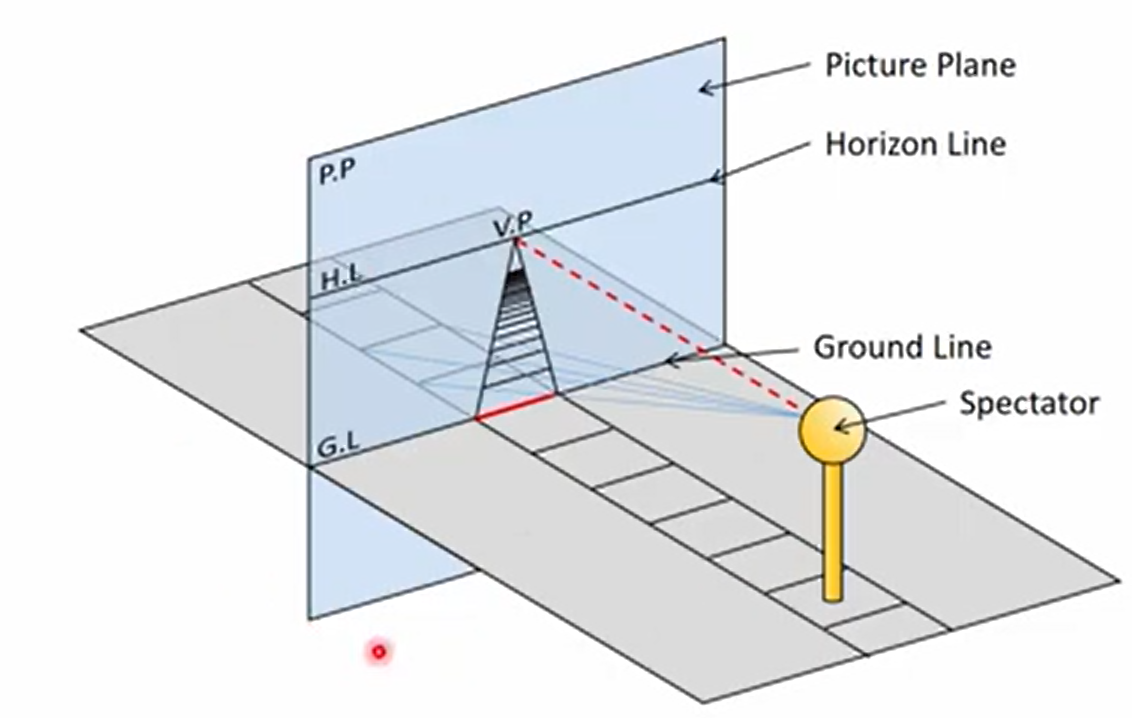 Picture Plane
Horizon Line
P.P
V.P
H.L
Ground Line
Spectator
G.L